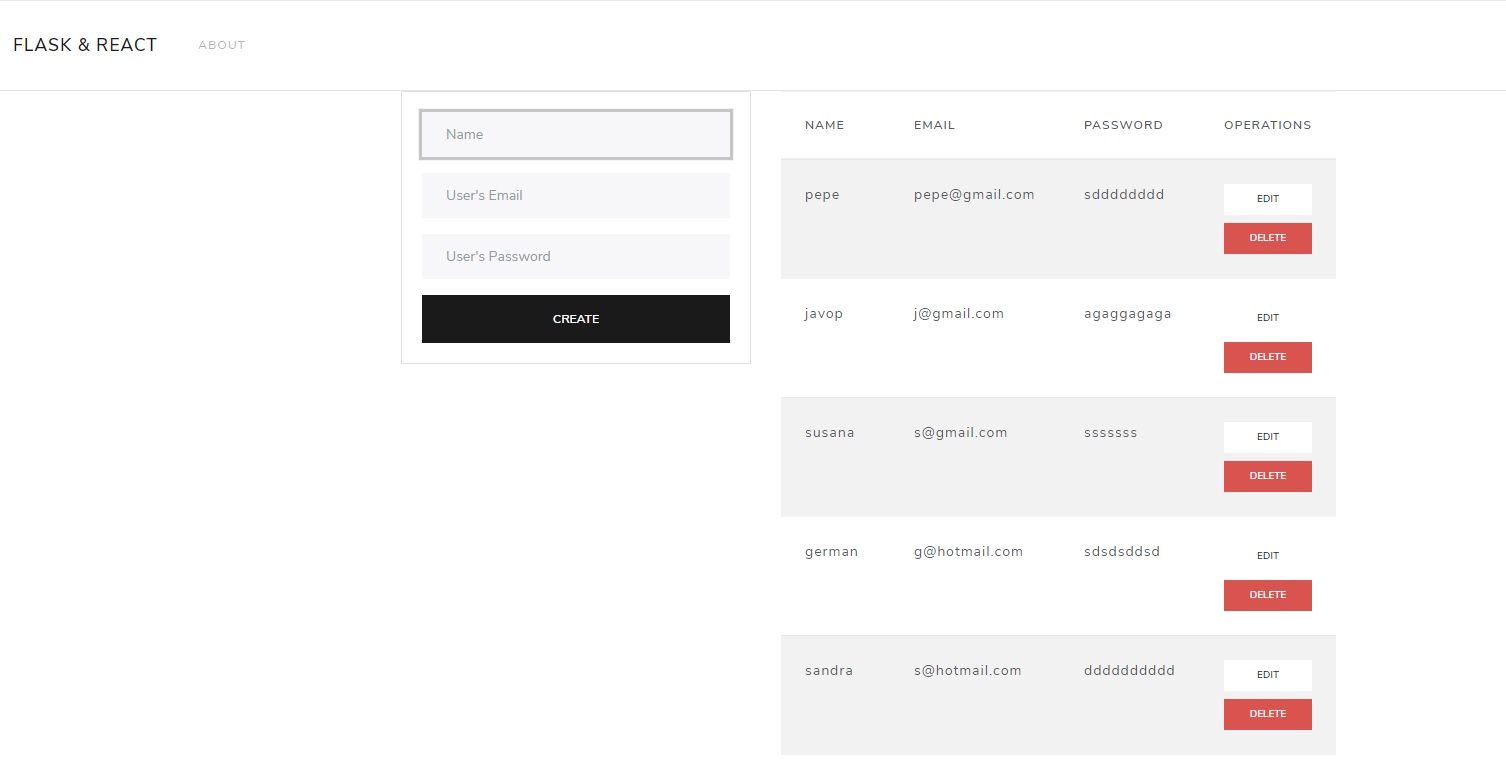 FLASK & REACT ABOUT
Name
User's Email
User's Password
CREATE
NAME EMAIL PASSWORD OPERATIONS
pepe pepe@gmail.com sdddddddd EDIT
DELETE
javop j@gmail.com agaggagaga EDIT
DELETE
susana s@gmail.com sssssss EDIT
DELETE
german g@hotmail.com sdsdsddsd EDIT
DELETE
sandra s@hotmail.com dddddddddd EDIT
DELETE